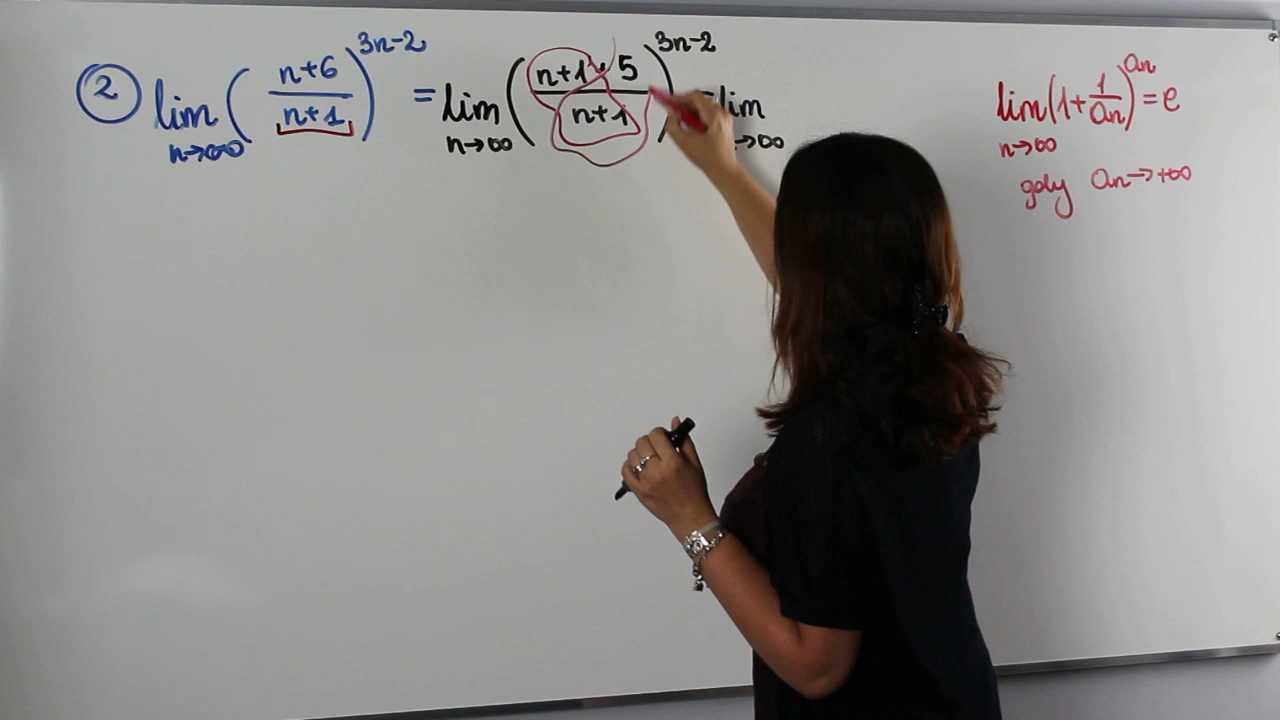 ② lim n→∞ ( n+6 / n+1 )^3n-2 = lim n→∞ ( n+1+5 / n+1 )^3n-2 = lim →∞
lim n→∞ (1 + 1/an)^an = e
gdy an→+∞